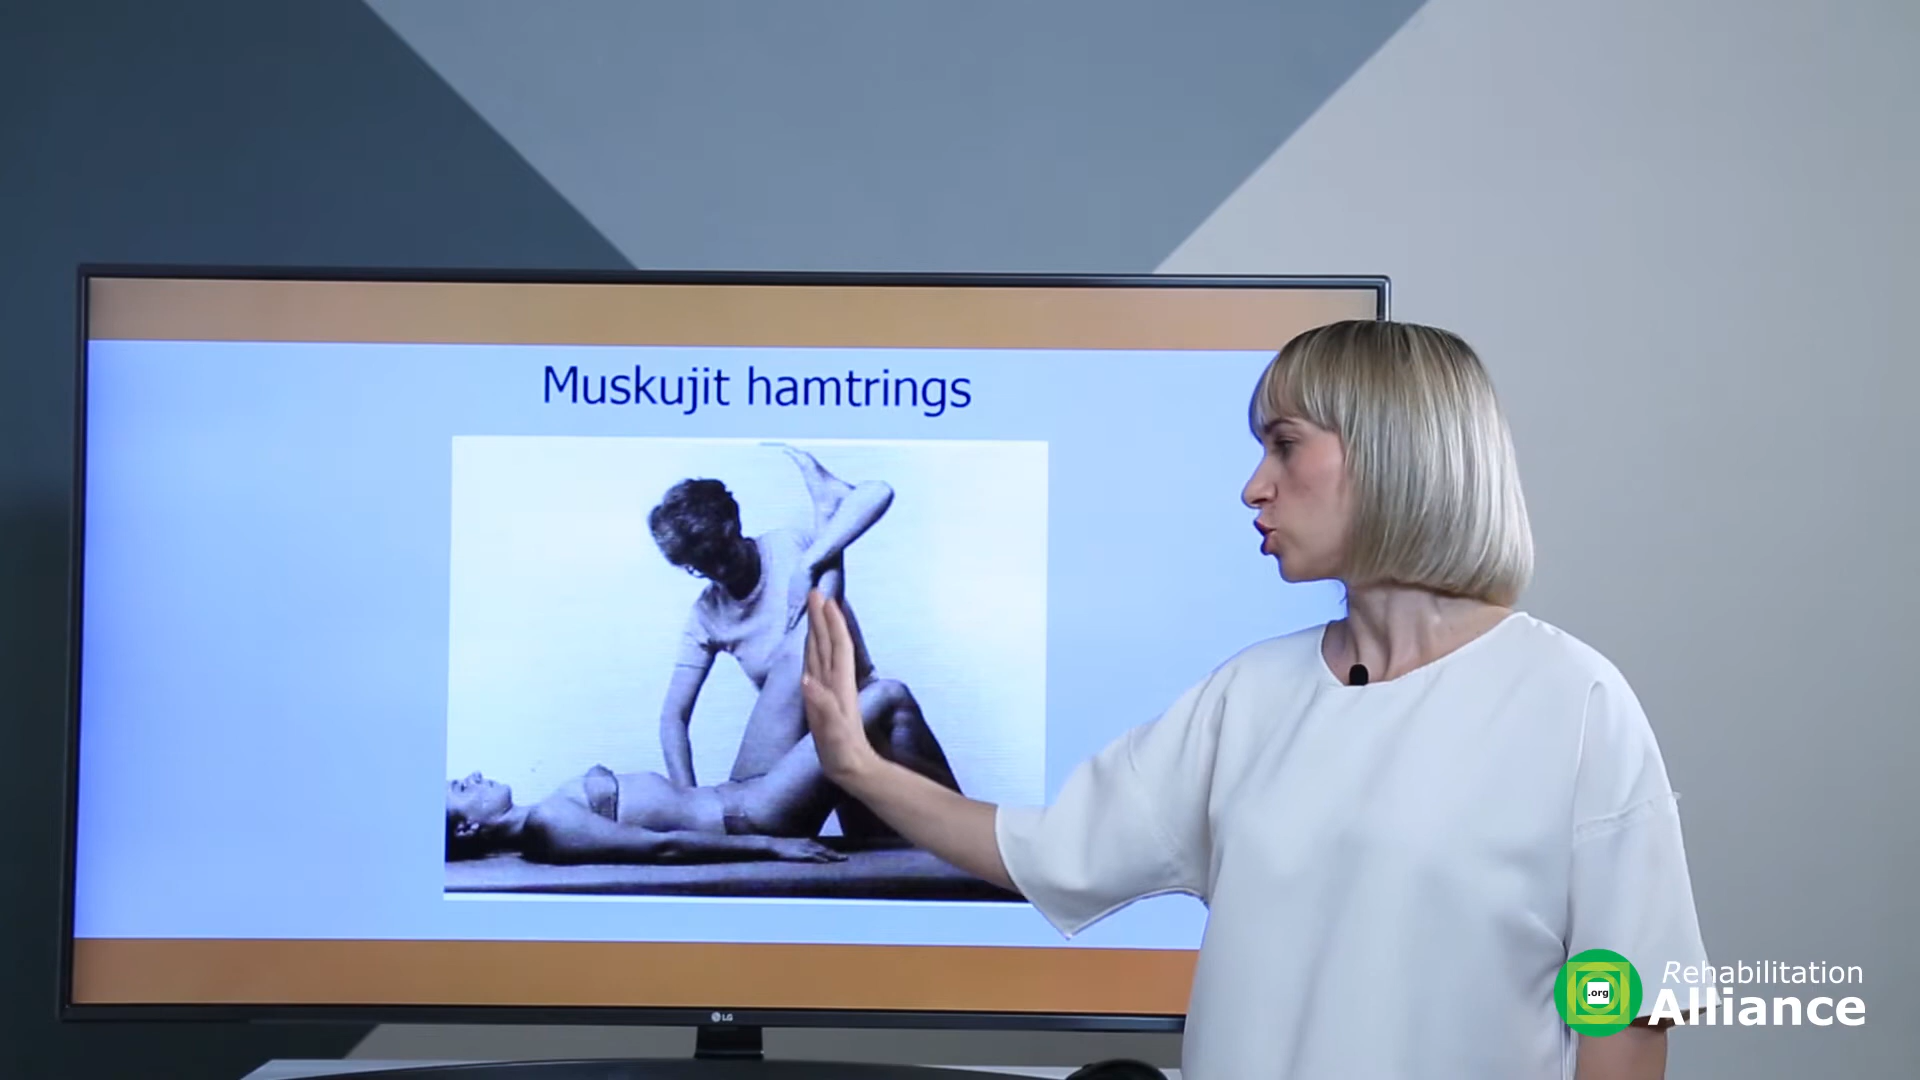 Muskujit hamtrings
LG
.org
Rehabilitation
Alliance